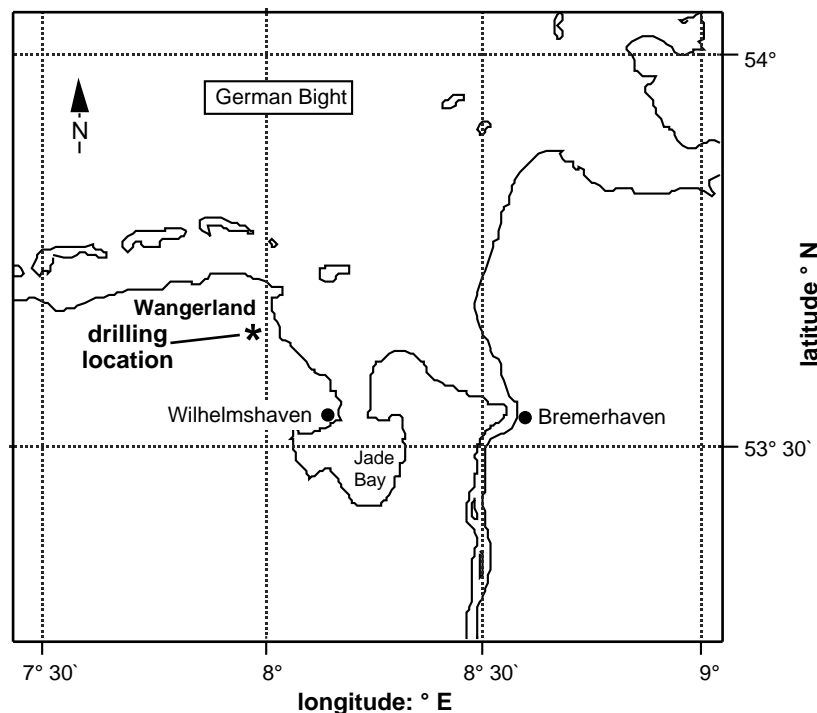 54°
German Bight
N
Wangerland
drilling
location
latitude ° N
Wilhelmshaven
Bremerhaven
Jade
Bay
53° 30`
7° 30`
8°
8° 30`
9°
longitude: ° E